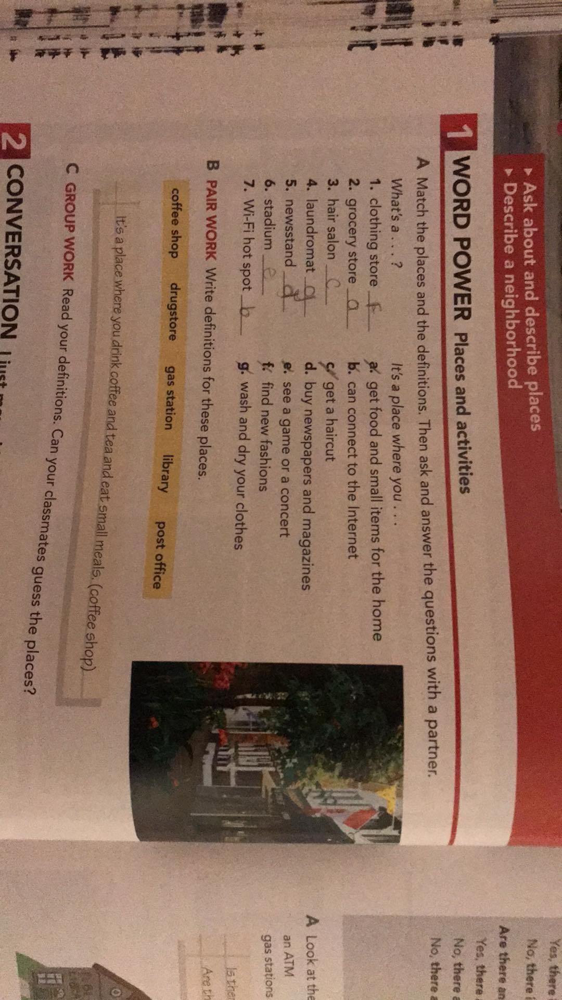 ▸ Ask about and describe places
▸ Describe a neighborhood
1 WORD POWER Places and activities
A Match the places and the definitions. Then ask and answer the questions with a partner.
What's a . . . ?
1. clothing store f
2. grocery store a
3. hair salon c
4. laundromat g
5. newsstand d
6. stadium e
7. Wi-Fi hot spot b
It's a place where you . . .
a. get food and small items for the home
b. can connect to the Internet
c. get a haircut
d. buy newspapers and magazines
e. see a game or a concert
f. find new fashions
g. wash and dry your clothes
B PAIR WORK Write definitions for these places.
coffee shop drugstore gas station library post office
It's a place where you drink coffee and tea and eat small meals. (coffee shop)
C GROUP WORK Read your definitions. Can your classmates guess the places?
2 CONVERSATION I just
Yes, there
No, there
Are there an
Yes, there
No, there
No, there
A Look at the
an ATM
gas stations